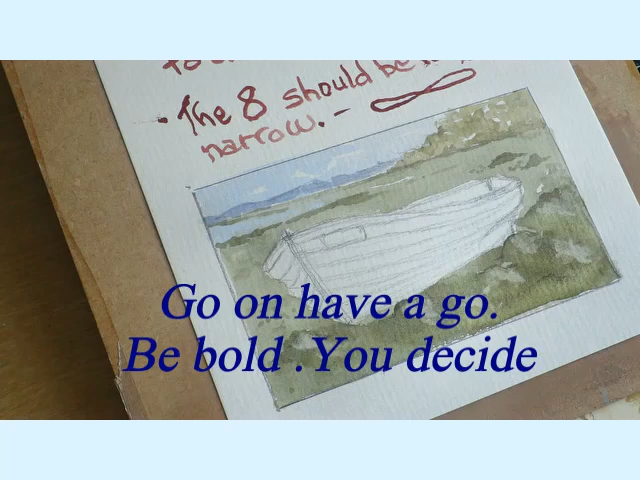 • The 8 should be
narrow. -
Go on have a go.
Be bold .You decide